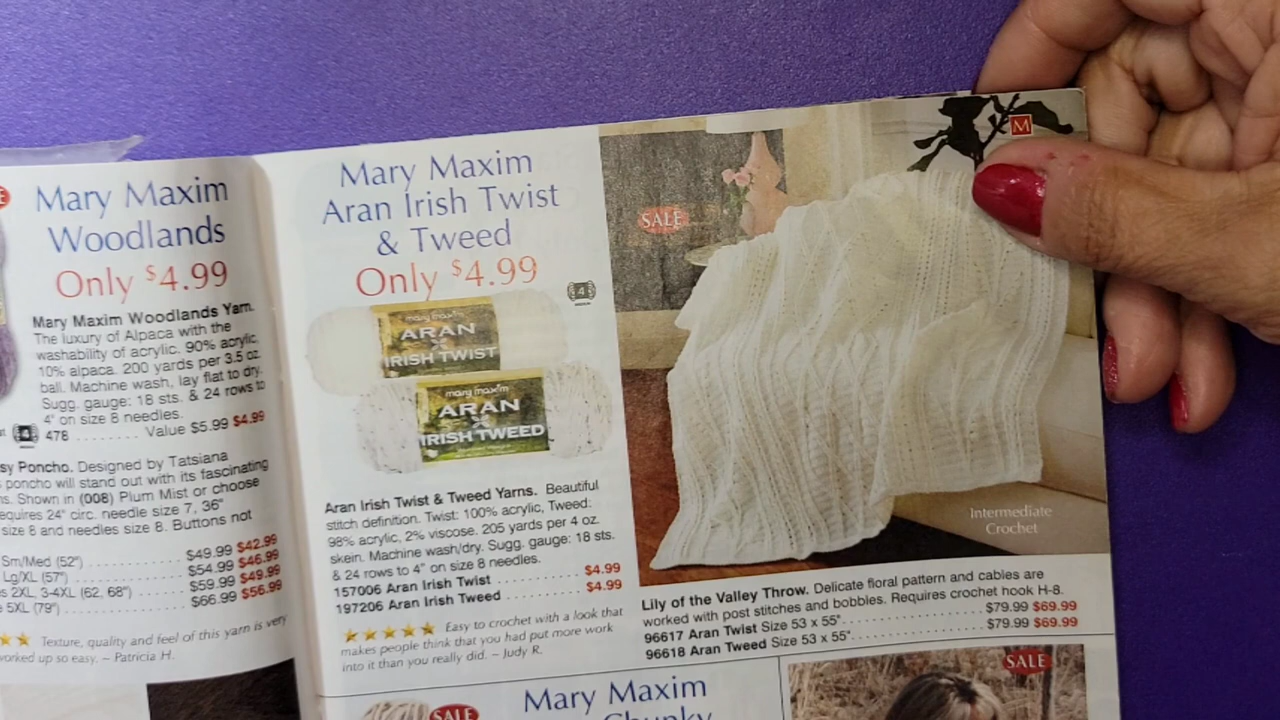 Mary Maxim
Woodlands
Only $4.99
Mary Maxim Woodlands Yarn.
The luxury of Alpaca with the
washability of acrylic. 90% acrylic,
10% alpaca. 200 yards per 3.5 oz.
ball. Machine wash, lay flat to dry.
Sugg. gauge: 18 sts. & 24 rows to
4" on size 8 needles.
4
478 ........ Value $5.99 $4.99
sy Poncho. Designed by Tatsiana
poncho will stand out with its fascinating
ns. Shown in (008) Plum Mist or choose
equires 24" circ. needle size 7, 36"
size 8 and needles size 8. Buttons not
Sm/Med (52") ........ $49.99 $42.99
Lg/XL (57") ........ $54.99 $46.99
2XL, 3-4XL (62, 68") ........ $59.99 $49.99
5XL (79") ........ $66.99 $56.99
Texture, quality and feel of this yarn is very
worked up so easy. ~ Patricia H.
Mary Maxim
Aran Irish Twist
& Tweed
Only $4.99
4
MEDIUM
mary maxim
ARAN
IRISH TWIST
mary maxim
ARAN
IRISH TWEED
Aran Irish Twist & Tweed Yarns. Beautiful
stitch definition. Twist: 100% acrylic, Tweed:
98% acrylic, 2% viscose. 205 yards per 4 oz.
skein. Machine wash/dry. Sugg. gauge: 18 sts.
& 24 rows to 4" on size 8 needles.
157006 Aran Irish Twist ........ $4.99
197206 Aran Irish Tweed ........ $4.99
Easy to crochet with a look that
makes people think that you had put more work
into it than you really did. ~ Judy R.
SALE
M
Intermediate
Crochet
Lily of the Valley Throw. Delicate floral pattern and cables are
worked with post stitches and bobbles. Requires crochet hook H-8.
96617 Aran Twist Size 53 x 55" ........ $79.99 $69.99
96618 Aran Tweed Size 53 x 55" ........ $79.99 $69.99
SALE
Mary Maxim
Chunky
SALE